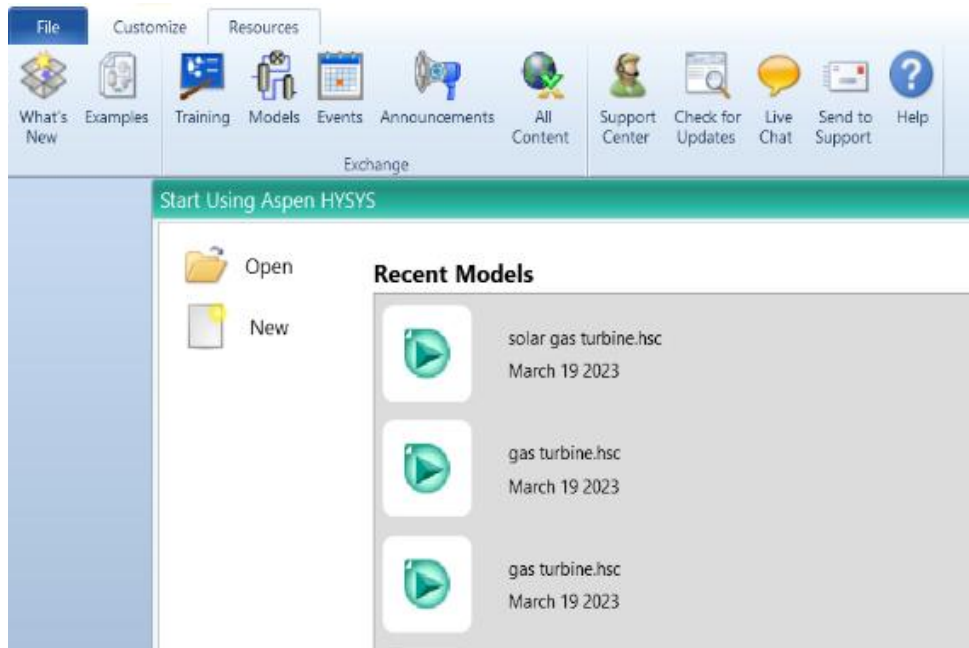 File Customize Resources
What's New Examples Training Models Events Announcements All Content Support Center Check for Updates Live Chat Send to Support Help
Exchange
Start Using Aspen HYSYS
Open
New
Recent Models
solar gas turbine.hsc
March 19 2023
gas turbine.hsc
March 19 2023
gas turbine.hsc
March 19 2023